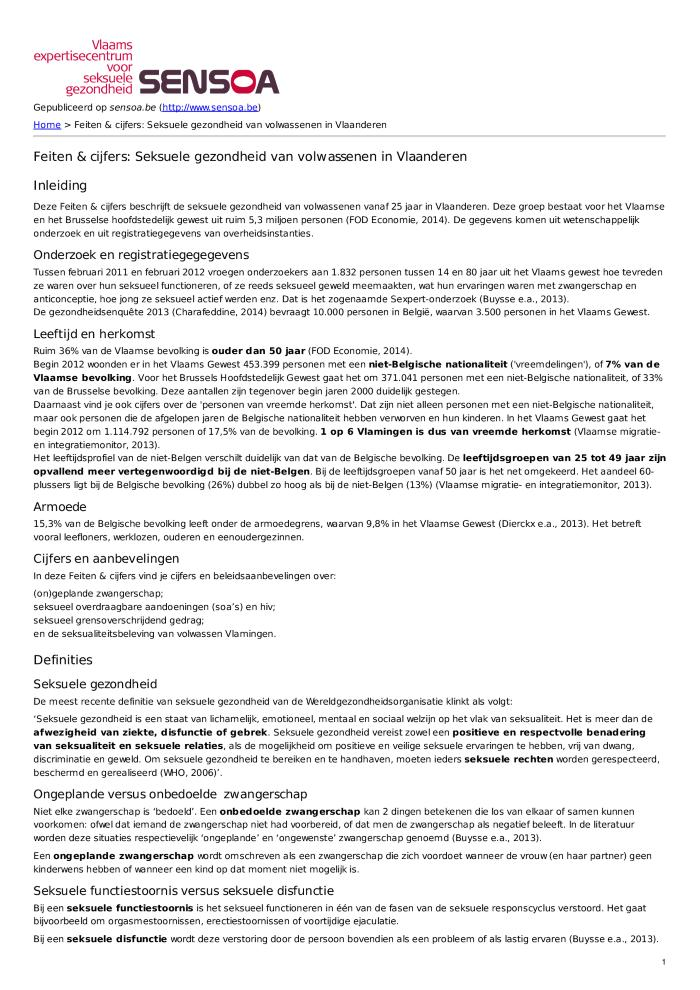 Vlaams
expertisecentrum
voor
seksuele
gezondheid SENSOA
Gepubliceerd op sensoa.be (http://www.sensoa.be)
Home > Feiten & cijfers: Seksuele gezondheid van volwassenen in Vlaanderen
Feiten & cijfers: Seksuele gezondheid van volwassenen in Vlaanderen
Inleiding
Deze Feiten & cijfers beschrijft de seksuele gezondheid van volwassenen vanaf 25 jaar in Vlaanderen. Deze groep bestaat voor het Vlaamse
en het Brusselse hoofdstedelijk gewest uit ruim 5,3 miljoen personen (FOD Economie, 2014). De gegevens komen uit wetenschappelijk
onderzoek en uit registratiegegevens van overheidsinstanties.
Onderzoek en registratiegegegevens
Tussen februari 2011 en februari 2012 vroegen onderzoekers aan 1.832 personen tussen 14 en 80 jaar uit het Vlaams gewest hoe tevreden
ze waren over hun seksueel functioneren, of ze reeds seksueel geweld meemaakten, wat hun ervaringen waren met zwangerschap en
anticonceptie, hoe jong ze seksueel actief werden enz. Dat is het zogenaamde Sexpert-onderzoek (Buysse e.a., 2013).
De gezondheidsenquête 2013 (Charafeddine, 2014) bevraagt 10.000 personen in België, waarvan 3.500 personen in het Vlaams Gewest.
Leeftijd en herkomst
Ruim 36% van de Vlaamse bevolking is ouder dan 50 jaar (FOD Economie, 2014).
Begin 2012 woonden er in het Vlaams Gewest 453.399 personen met een niet-Belgische nationaliteit ('vreemdelingen'), of 7% van de
Vlaamse bevolking. Voor het Brussels Hoofdstedelijk Gewest gaat het om 371.041 personen met een niet-Belgische nationaliteit, of 33%
van de Brusselse bevolking. Deze aantallen zijn tegenover begin jaren 2000 duidelijk gestegen.
Daarnaast vind je ook cijfers over de 'personen van vreemde herkomst'. Dat zijn niet alleen personen met een niet-Belgische nationaliteit,
maar ook personen die de afgelopen jaren de Belgische nationaliteit hebben verworven en hun kinderen. In het Vlaams Gewest gaat het
begin 2012 om 1.114.792 personen of 17,5% van de bevolking. 1 op 6 Vlamingen is dus van vreemde herkomst (Vlaamse migratie-
en integratiemonitor, 2013).
Het leeftijdsprofiel van de niet-Belgen verschilt duidelijk van dat van de Belgische bevolking. De leeftijdsgroepen van 25 tot 49 jaar zijn
opvallend meer vertegenwoordigd bij de niet-Belgen. Bij de leeftijdsgroepen vanaf 50 jaar is het net omgekeerd. Het aandeel 60-
plussers ligt bij de Belgische bevolking (26%) dubbel zo hoog als bij de niet-Belgen (13%) (Vlaamse migratie- en integratiemonitor, 2013).
Armoede
15,3% van de Belgische bevolking leeft onder de armoedegrens, waarvan 9,8% in het Vlaamse Gewest (Dierckx e.a., 2013). Het betreft
vooral leefloners, werklozen, ouderen en eenoudergezinnen.
Cijfers en aanbevelingen
In deze Feiten & cijfers vind je cijfers en beleidsaanbevelingen over:
(on)geplande zwangerschap;
seksueel overdraagbare aandoeningen (soa's) en hiv;
seksueel grensoverschrijdend gedrag;
en de seksualiteitsbeleving van volwassen Vlamingen.
Definities
Seksuele gezondheid
De meest recente definitie van seksuele gezondheid van de Wereldgezondheidsorganisatie klinkt als volgt:
‘Seksuele gezondheid is een staat van lichamelijk, emotioneel, mentaal en sociaal welzijn op het vlak van seksualiteit. Het is meer dan de
afwezigheid van ziekte, disfunctie of gebrek. Seksuele gezondheid vereist zowel een positieve en respectvolle benadering
van seksualiteit en seksuele relaties, als de mogelijkheid om positieve en veilige seksuele ervaringen te hebben, vrij van dwang,
discriminatie en geweld. Om seksuele gezondheid te bereiken en te handhaven, moeten ieders seksuele rechten worden gerespecteerd,
beschermd en gerealiseerd (WHO, 2006)’.
Ongeplande versus onbedoelde zwangerschap
Niet elke zwangerschap is ‘bedoeld’. Een onbedoelde zwangerschap kan 2 dingen betekenen die los van elkaar of samen kunnen
voorkomen: ofwel dat iemand de zwangerschap niet had voorbereid, of dat men de zwangerschap als negatief beleeft. In de literatuur
worden deze situaties respectievelijk ‘ongeplande’ en ‘ongewenste’ zwangerschap genoemd (Buysse e.a., 2013).
Een ongeplande zwangerschap wordt omschreven als een zwangerschap die zich voordoet wanneer de vrouw (en haar partner) geen
kinderwens hebben of wanneer een kind op dat moment niet mogelijk is.
Seksuele functiestoornis versus seksuele disfunctie
Bij een seksuele functiestoornis is het seksueel functioneren in één van de fasen van de seksuele responscyclus verstoord. Het gaat
bijvoorbeeld om orgasmestoornissen, erectiestoornissen of voortijdige ejaculatie.
Bij een seksuele disfunctie wordt deze verstoring door de persoon bovendien als een probleem of als lastig ervaren (Buysse e.a., 2013).
1